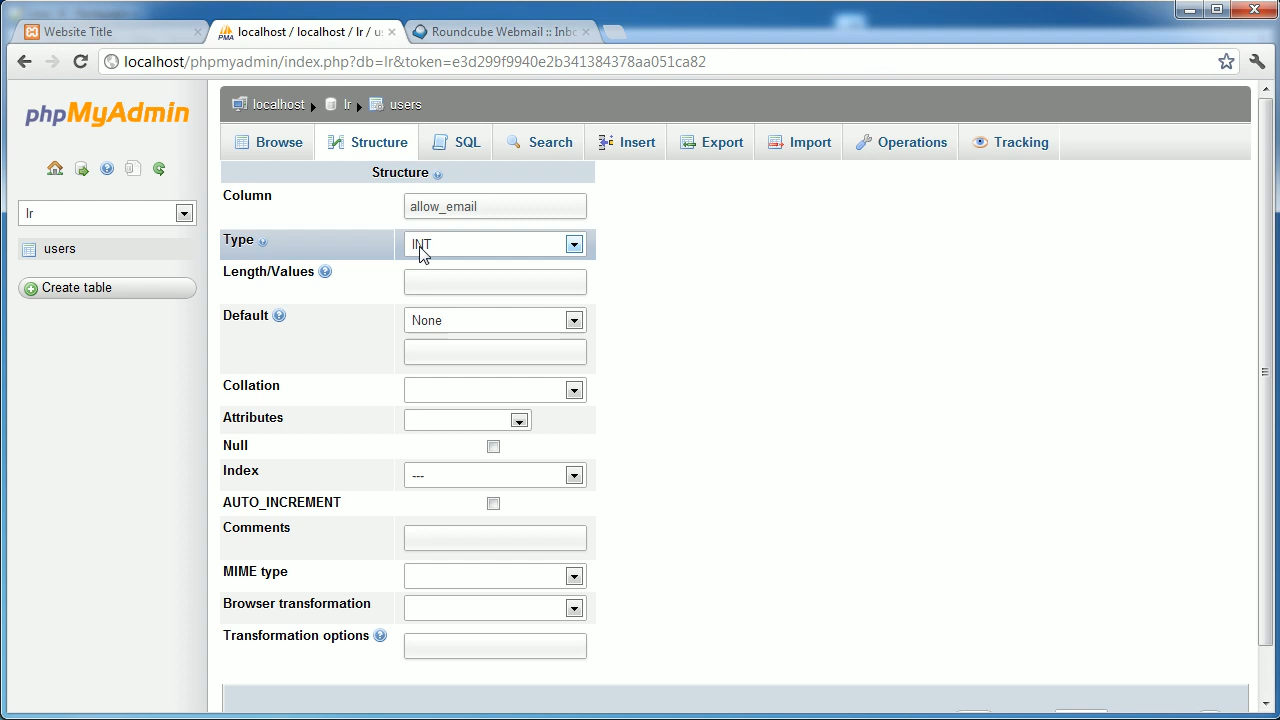 Website Title
localhost / localhost / lr / u
Roundcube Webmail :: Inbo
localhost/phpmyadmin/index.php?db=lr&token=e3d299f9940e2b341384378aa051ca82
phpMyAdmin
lr
users
Create table
localhost
lr
users
Browse
Structure
SQL
Search
Insert
Export
Import
Operations
Tracking
Structure
Column
allow_email
Type
INT
Length/Values
Default
None
Collation
Attributes
Null
Index
---
AUTO_INCREMENT
Comments
MIME type
Browser transformation
Transformation options